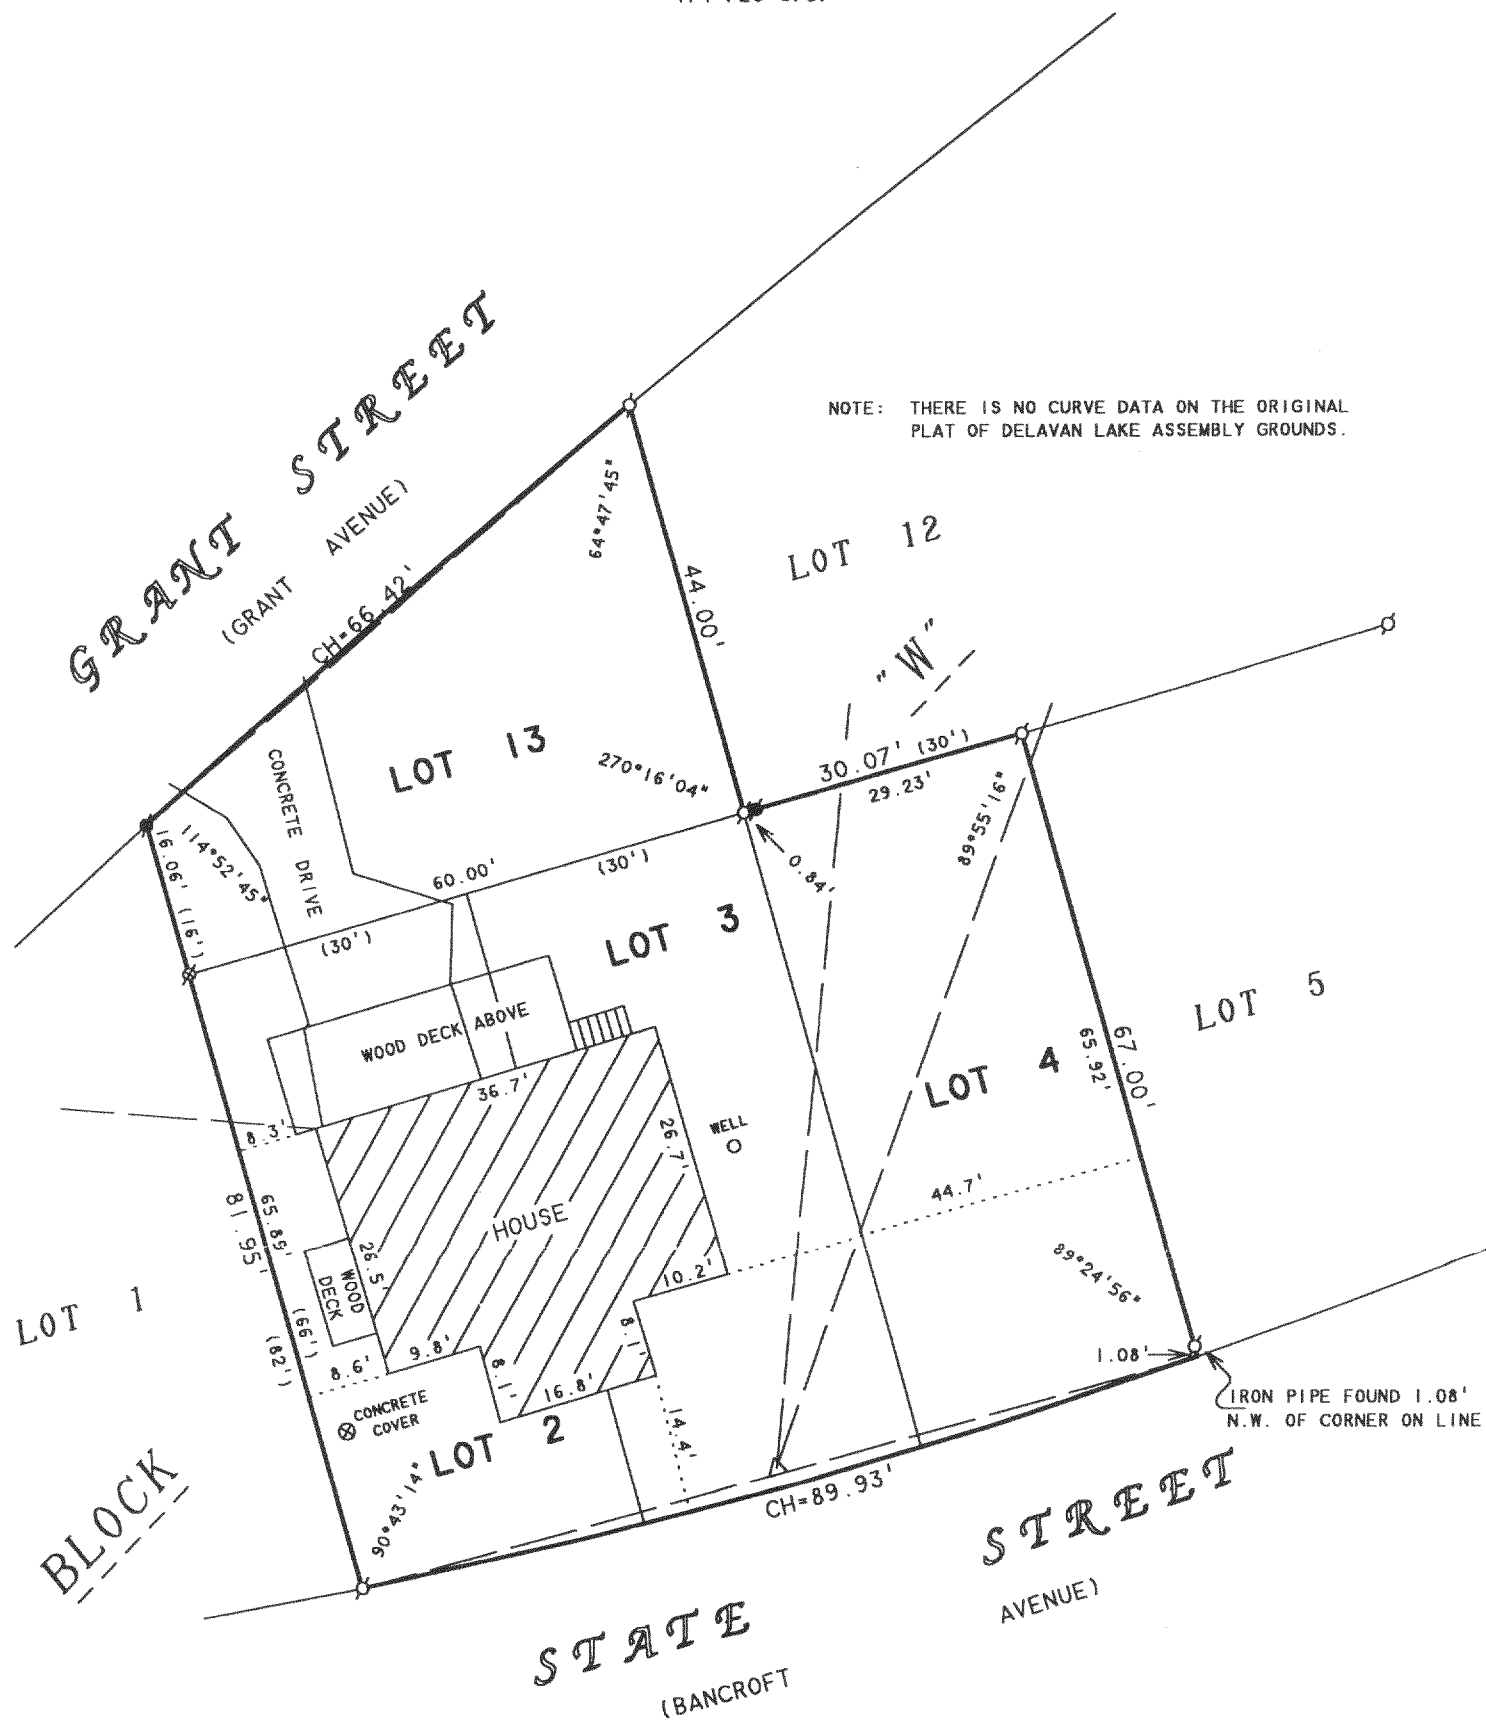 GRANT STREET
(GRANT AVENUE)
CH=66.42'
NOTE: THERE IS NO CURVE DATA ON THE ORIGINAL
PLAT OF DELAVAN LAKE ASSEMBLY GROUNDS.
64°47'45"
44.00'
LOT 12
"W"
LOT 13
270°16'04"
30.07' (30')
29.23'
89°55'16"
0.84'
CONCRETE DRIVE
16.06' (16')
114°52'45"
60.00'
(30')
(30')
LOT 3
WOOD DECK ABOVE
36.7'
8.3'
26.7'
WELL
LOT 4
67.00'
65.92'
LOT 5
44.7'
HOUSE
65.89'
81.95'
(66')
(82')
26.5'
WOOD
DECK
10.2'
8.1'
9.8'
8.1'
8.6'
16.8'
14.4'
89°24'56"
1.08'
LOT 1
CONCRETE
COVER
LOT 2
90°43'14"
IRON PIPE FOUND 1.08'
N.W. OF CORNER ON LINE
BLOCK
CH=89.93'
STATE STREET
(BANCROFT AVENUE)